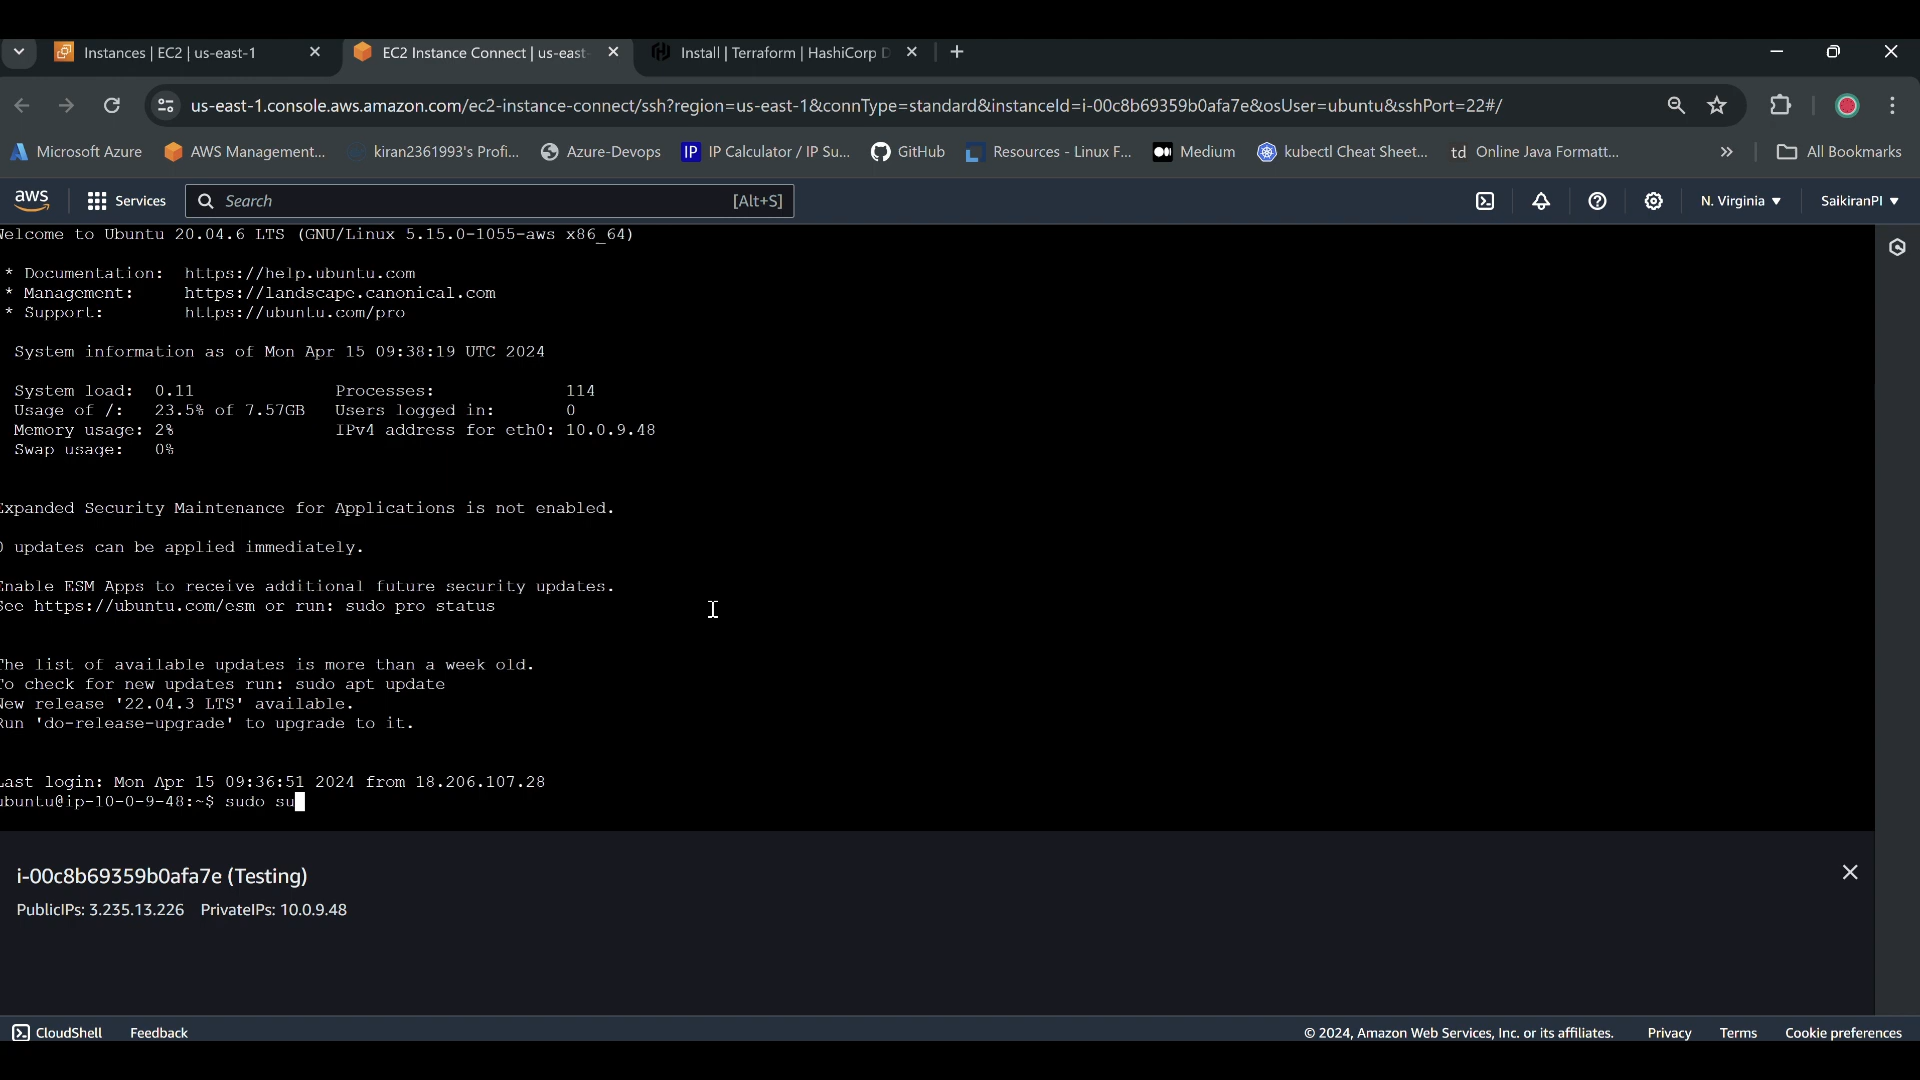 Instances | EC2 | us-east-1
EC2 Instance Connect | us-east-
Install | Terraform | HashiCorp D
us-east-1.console.aws.amazon.com/ec2-instance-connect/ssh?region=us-east-1&connType=standard&instanceId=i-00c8b69359b0afa7e&osUser=ubuntu&sshPort=22#/
Microsoft Azure
AWS Management...
kiran2361993's Profi...
Azure-Devops
IP IP Calculator / IP Su...
GitHub
Resources - Linux F...
Medium
kubectl Cheat Sheet...
td Online Java Formatt...
All Bookmarks
aws
Services
Search
[Alt+S]
N. Virginia
SaikiranPI
Welcome to Ubuntu 20.04.6 LTS (GNU/Linux 5.15.0-1055-aws x86_64)
* Documentation: https://help.ubuntu.com
* Management: https://landscape.canonical.com
* Support: https://ubuntu.com/pro
System information as of Mon Apr 15 09:38:19 UTC 2024
System load: 0.11 Processes: 114
Usage of /: 23.5% of 7.57GB Users logged in: 0
Memory usage: 2% IPv4 address for eth0: 10.0.9.48
Swap usage: 0%
Expanded Security Maintenance for Applications is not enabled.
0 updates can be applied immediately.
Enable ESM Apps to receive additional future security updates.
See https://ubuntu.com/esm or run: sudo pro status
The list of available updates is more than a week old.
To check for new updates run: sudo apt update
New release '22.04.3 LTS' available.
Run 'do-release-upgrade' to upgrade to it.
Last login: Mon Apr 15 09:36:51 2024 from 18.206.107.28
ubuntu@ip-10-0-9-48:~$ sudo su
i-00c8b69359b0afa7e (Testing)
PublicIPs: 3.235.13.226 PrivateIPs: 10.0.9.48
CloudShell
Feedback
© 2024, Amazon Web Services, Inc. or its affiliates.
Privacy
Terms
Cookie preferences